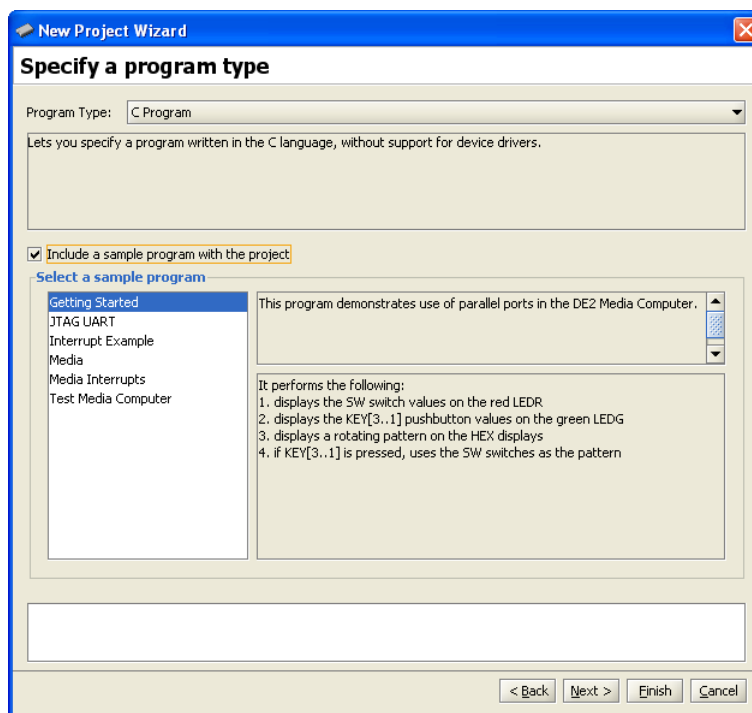 New Project Wizard
Specify a program type
Program Type: C Program
Lets you specify a program written in the C language, without support for device drivers.
Include a sample program with the project
Select a sample program
Getting Started
JTAG UART
Interrupt Example
Media
Media Interrupts
Test Media Computer
This program demonstrates use of parallel ports in the DE2 Media Computer.
It performs the following:
1. displays the SW switch values on the red LEDR
2. displays the KEY[3..1] pushbutton values on the green LEDG
3. displays a rotating pattern on the HEX displays
4. if KEY[3..1] is pressed, uses the SW switches as the pattern
< Back Next > Finish Cancel